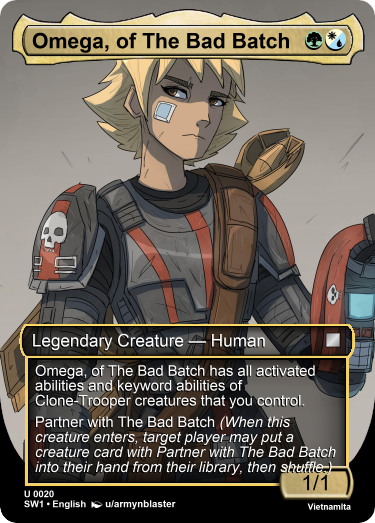 Omega, of The Bad Batch
Legendary Creature — Human
Omega, of The Bad Batch has all activated
abilities and keyword abilities of
Clone-Trooper creatures that you control.
Partner with The Bad Batch (When this
creature enters, target player may put a
creature card with Partner with The Bad Batch
into their hand from their library, then shuffle.)
1/1
U 0020
SW1 • English u/armynblaster
Vietnamita